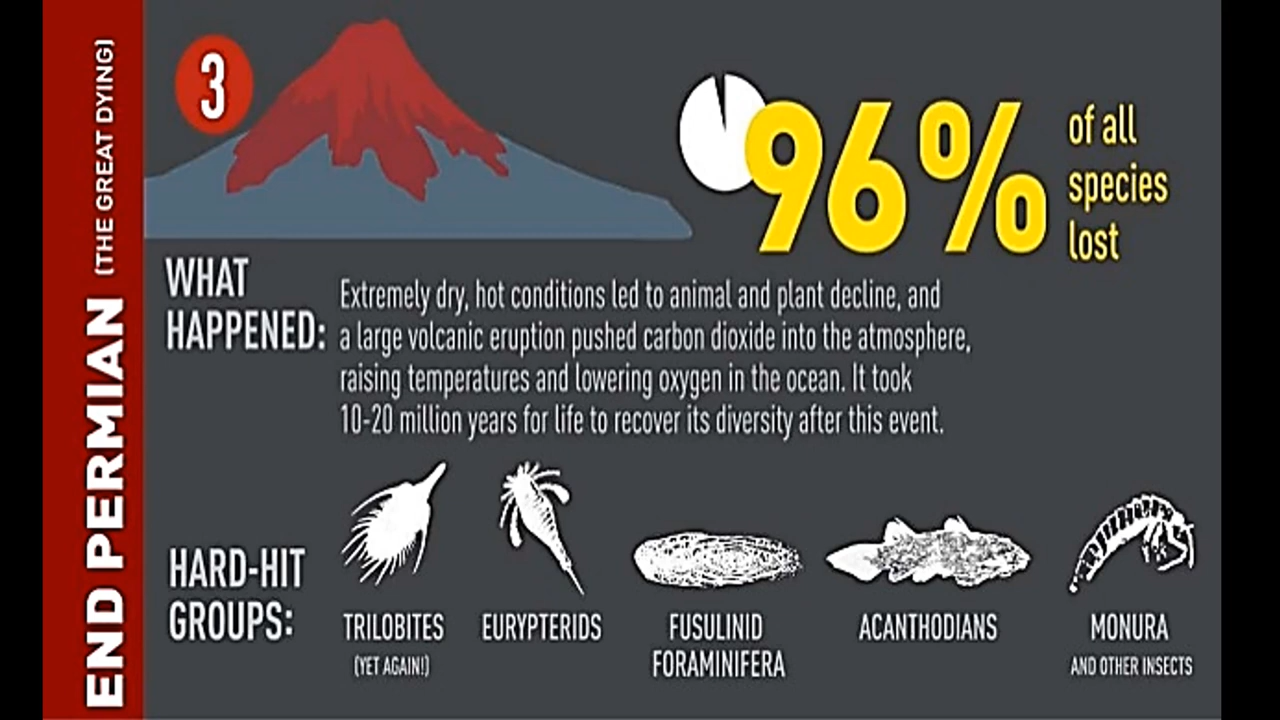 END PERMIAN (THE GREAT DYING)
3
96%
of all
species
lost
WHAT
HAPPENED:
Extremely dry, hot conditions led to animal and plant decline, and
a large volcanic eruption pushed carbon dioxide into the atmosphere,
raising temperatures and lowering oxygen in the ocean. It took
10-20 million years for life to recover its diversity after this event.
HARD-HIT
GROUPS:
TRILOBITES
(YET AGAIN!)
EURYPTERIDS
FUSULINID
FORAMINIFERA
ACANTHODIANS
MONURA
AND OTHER INSECTS